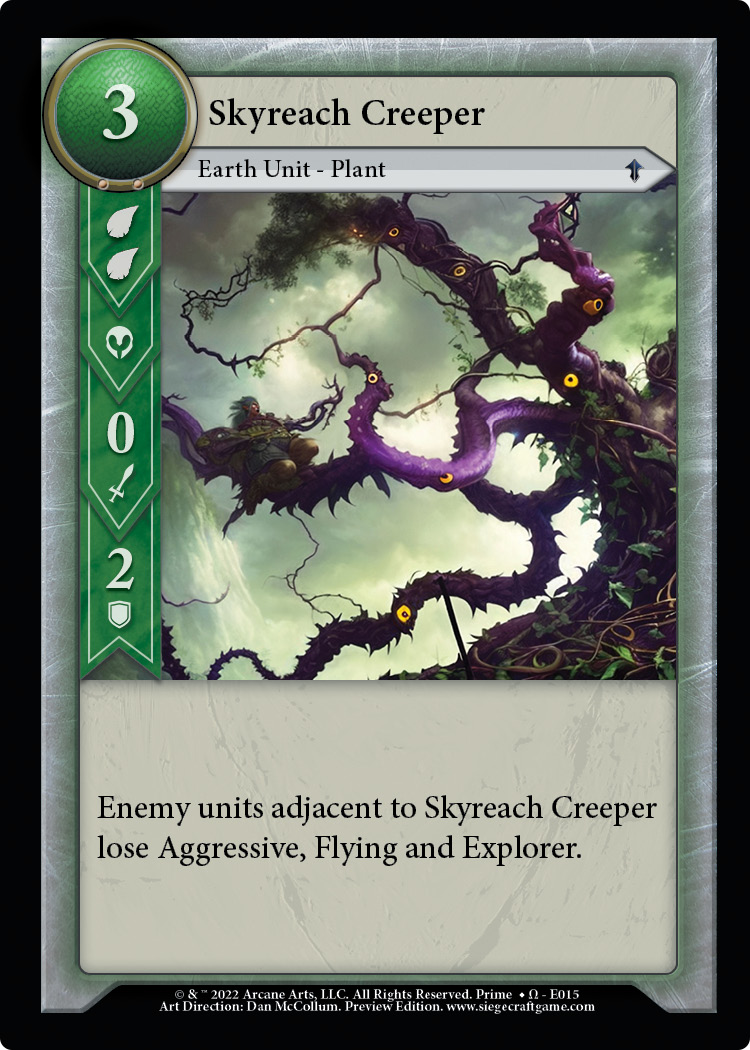 3
Skyreach Creeper
Earth Unit - Plant
0
2
Enemy units adjacent to Skyreach Creeper
lose Aggressive, Flying and Explorer.
© & ™ 2022 Arcane Arts, LLC. All Rights Reserved. Prime ⬥ Ω - E015
Art Direction: Dan McCollum. Preview Edition. www.siegecraftgame.com